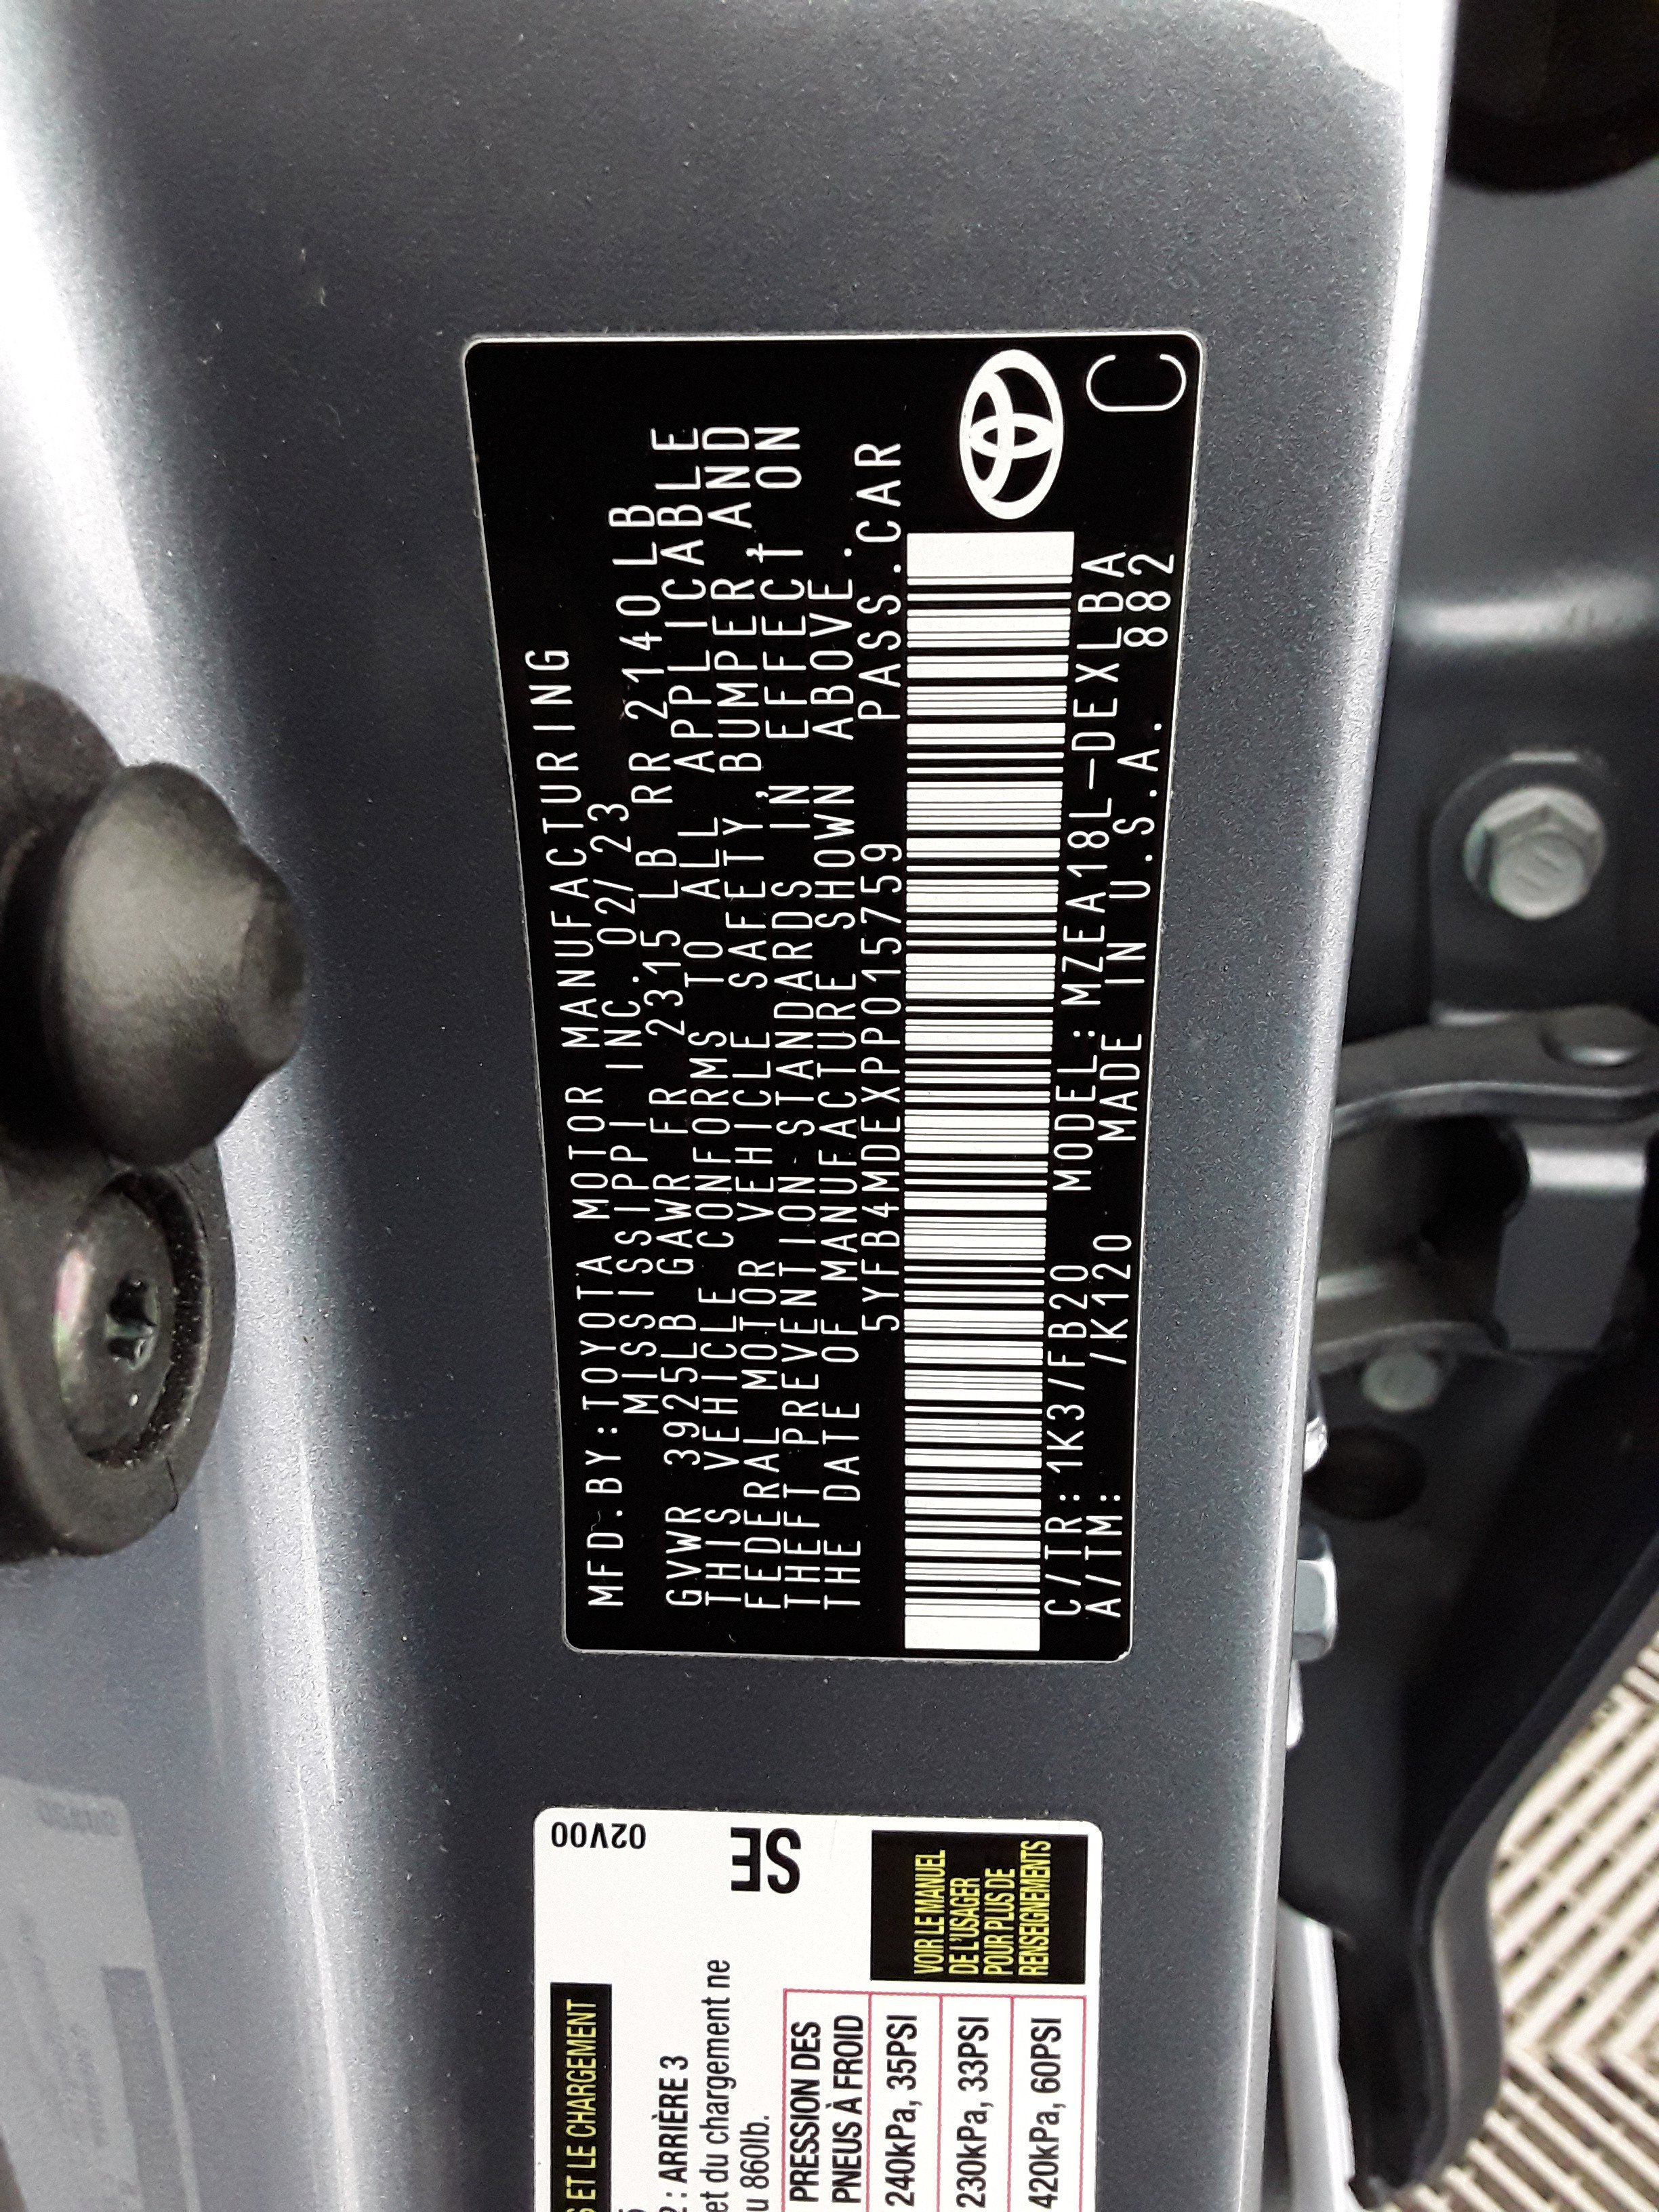 MFD.BY:TOYOTA MOTOR MANUFACTURING
MISSISSIPPI INC. 02/23
GVWR 3925LB GAWR FR 2315 LB RR 2140 LB
THIS VEHICLE CONFORMS TO ALL APPLICABLE
FEDERAL MOTOR VEHICLE SAFETY, BUMPER, AND
THEFT PREVENTION STANDARDS IN EFFECT ON
THE DATE OF MANUFACTURE SHOWN ABOVE.
5YFB4MDEXPP015759 PASS.CAR
C/TR: 1K3/FB20 MODEL: MZEA18L-DEXLBA
A/TM: /K120 MADE IN U.S.A. 882
C
02V00
SE
ET LE CHARGEMENT
: ARRIÈRE 3
et du chargement ne
860lb.
PRESSION DES
PNEUS À FROID
240kPa, 35PSI
230kPa, 33PSI
420kPa, 60PSI
VOIR LE MANUEL
DE L'USAGER
POUR PLUS DE
RENSEIGNEMENTS